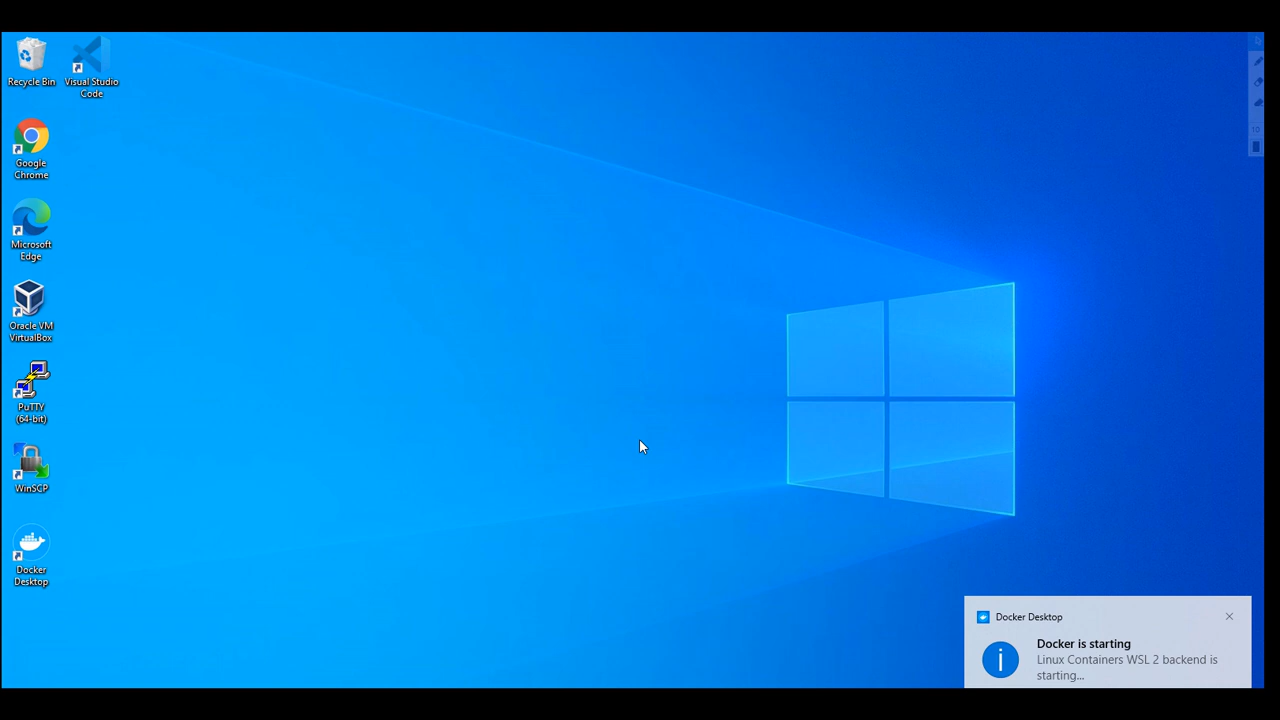 Recycle Bin
Visual Studio
Code
Google
Chrome
Microsoft
Edge
Oracle VM
VirtualBox
PuTTY
(64-bit)
WinSCP
Docker
Desktop
10
Docker Desktop
Docker is starting
Linux Containers WSL 2 backend is
starting...